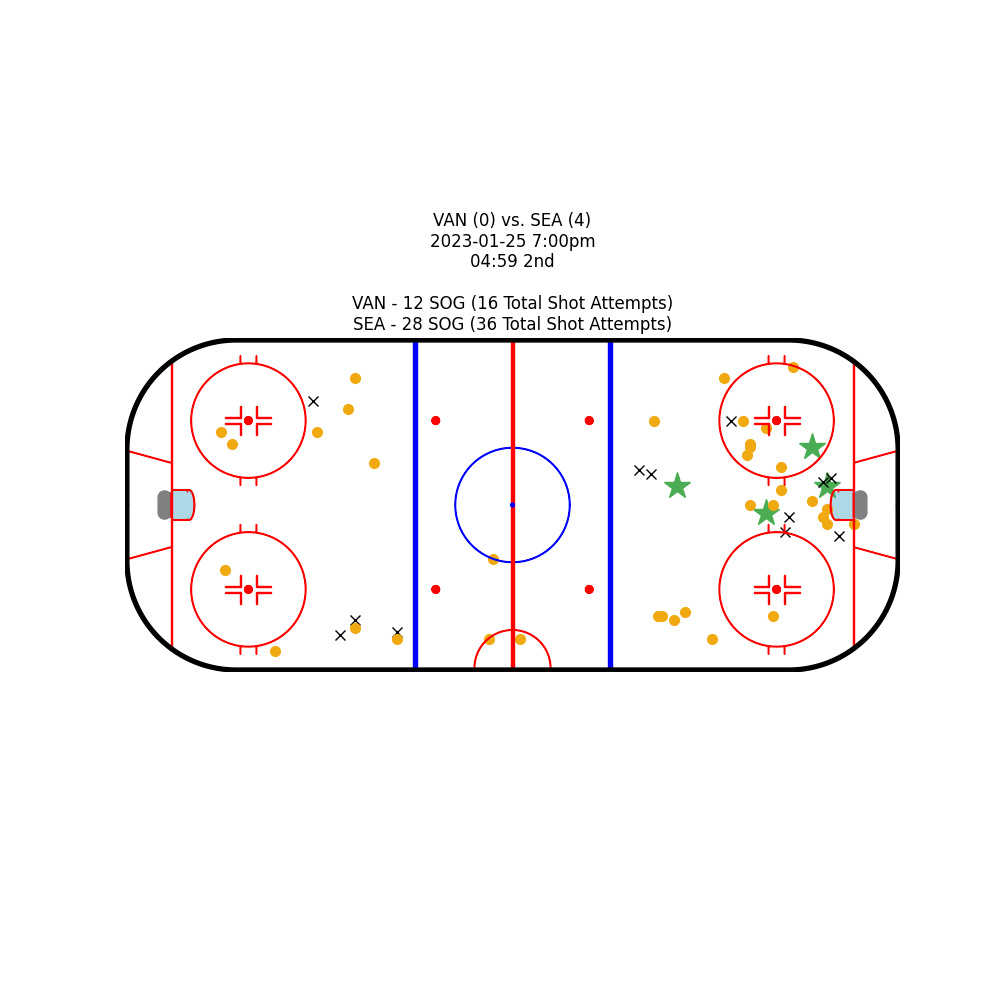 VAN (0) vs. SEA (4)
2023-01-25 7:00pm
04:59 2nd
VAN - 12 SOG (16 Total Shot Attempts)
SEA - 28 SOG (36 Total Shot Attempts)